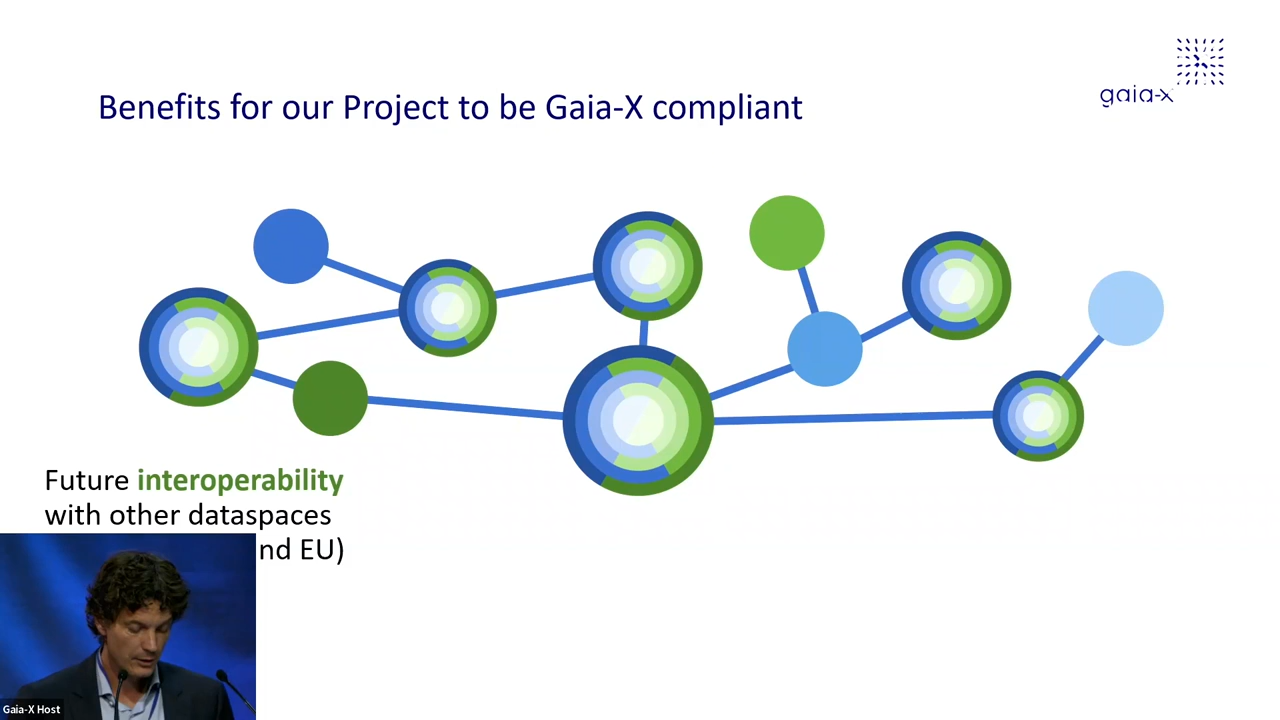 gaia-x
Benefits for our Project to be Gaia-X compliant
Future interoperability
with other dataspaces
nd EU)
Gaia-X Host